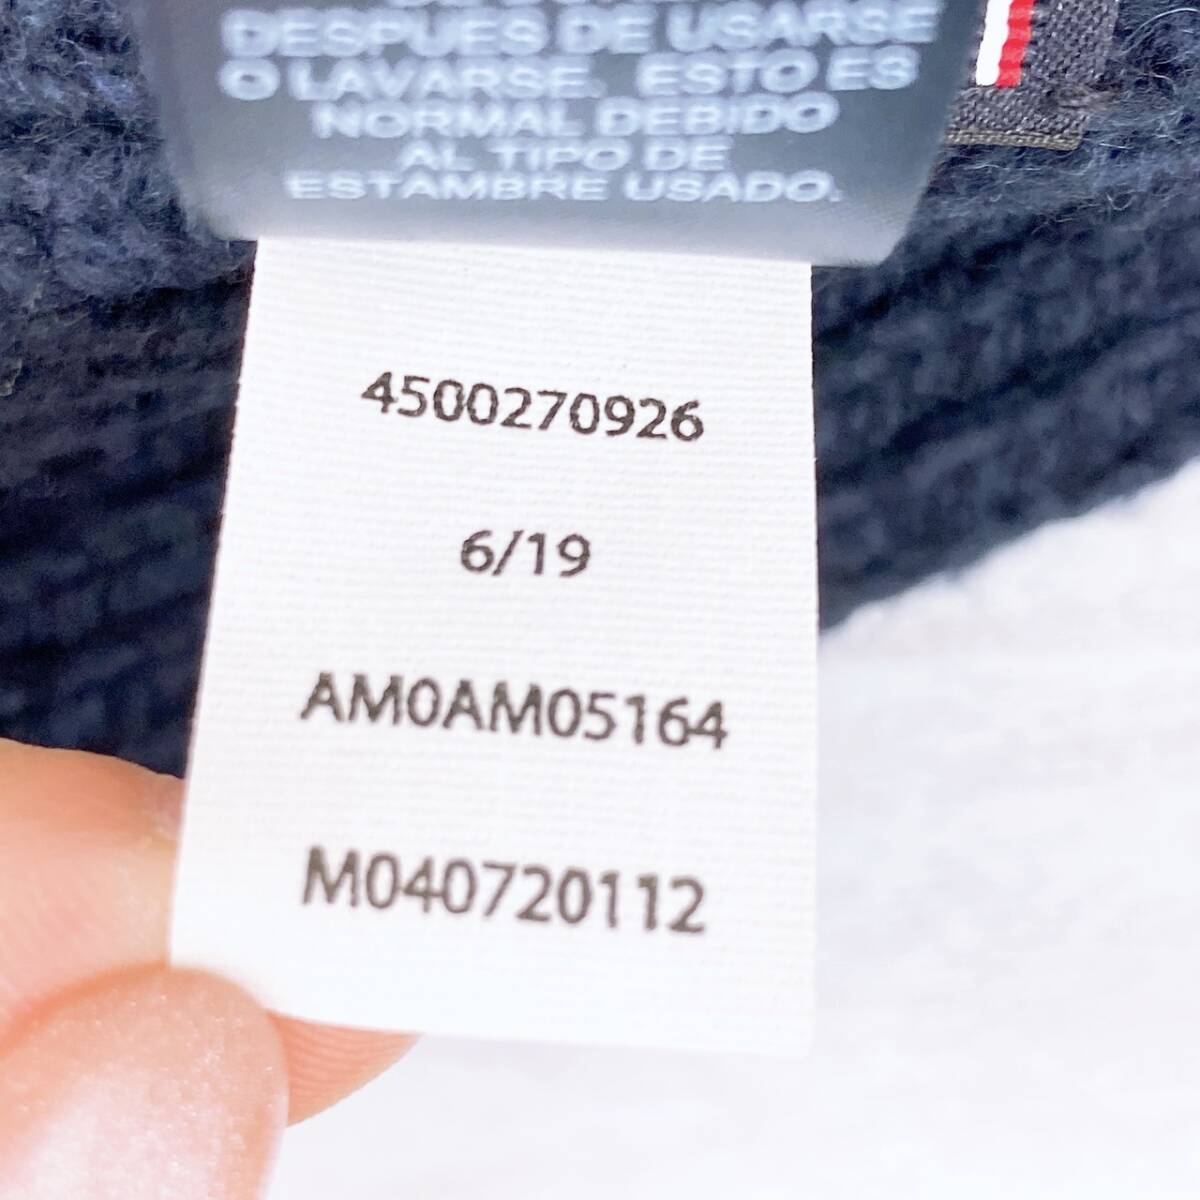 DESPUES DE USARSE
O LAVARSE. ESTO ES
NORMAL DEBIDO
AL TIPO DE
ESTAMBRE USADO.
4500270926
6/19
AM0AM05164
M040720112